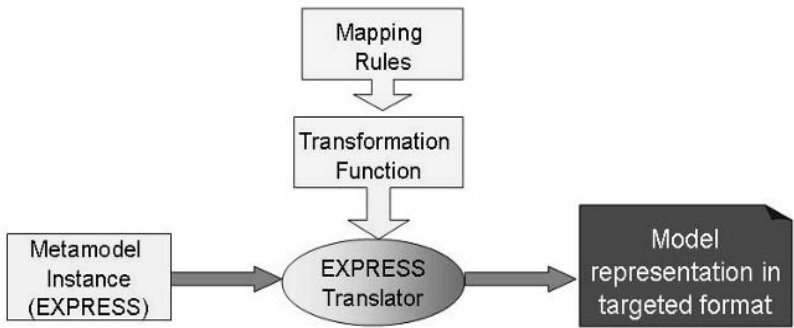 Mapping
Rules
Transformation
Function
Metamodel
Instance
(EXPRESS)
EXPRESS
Translator
Model
representation in
targeted format